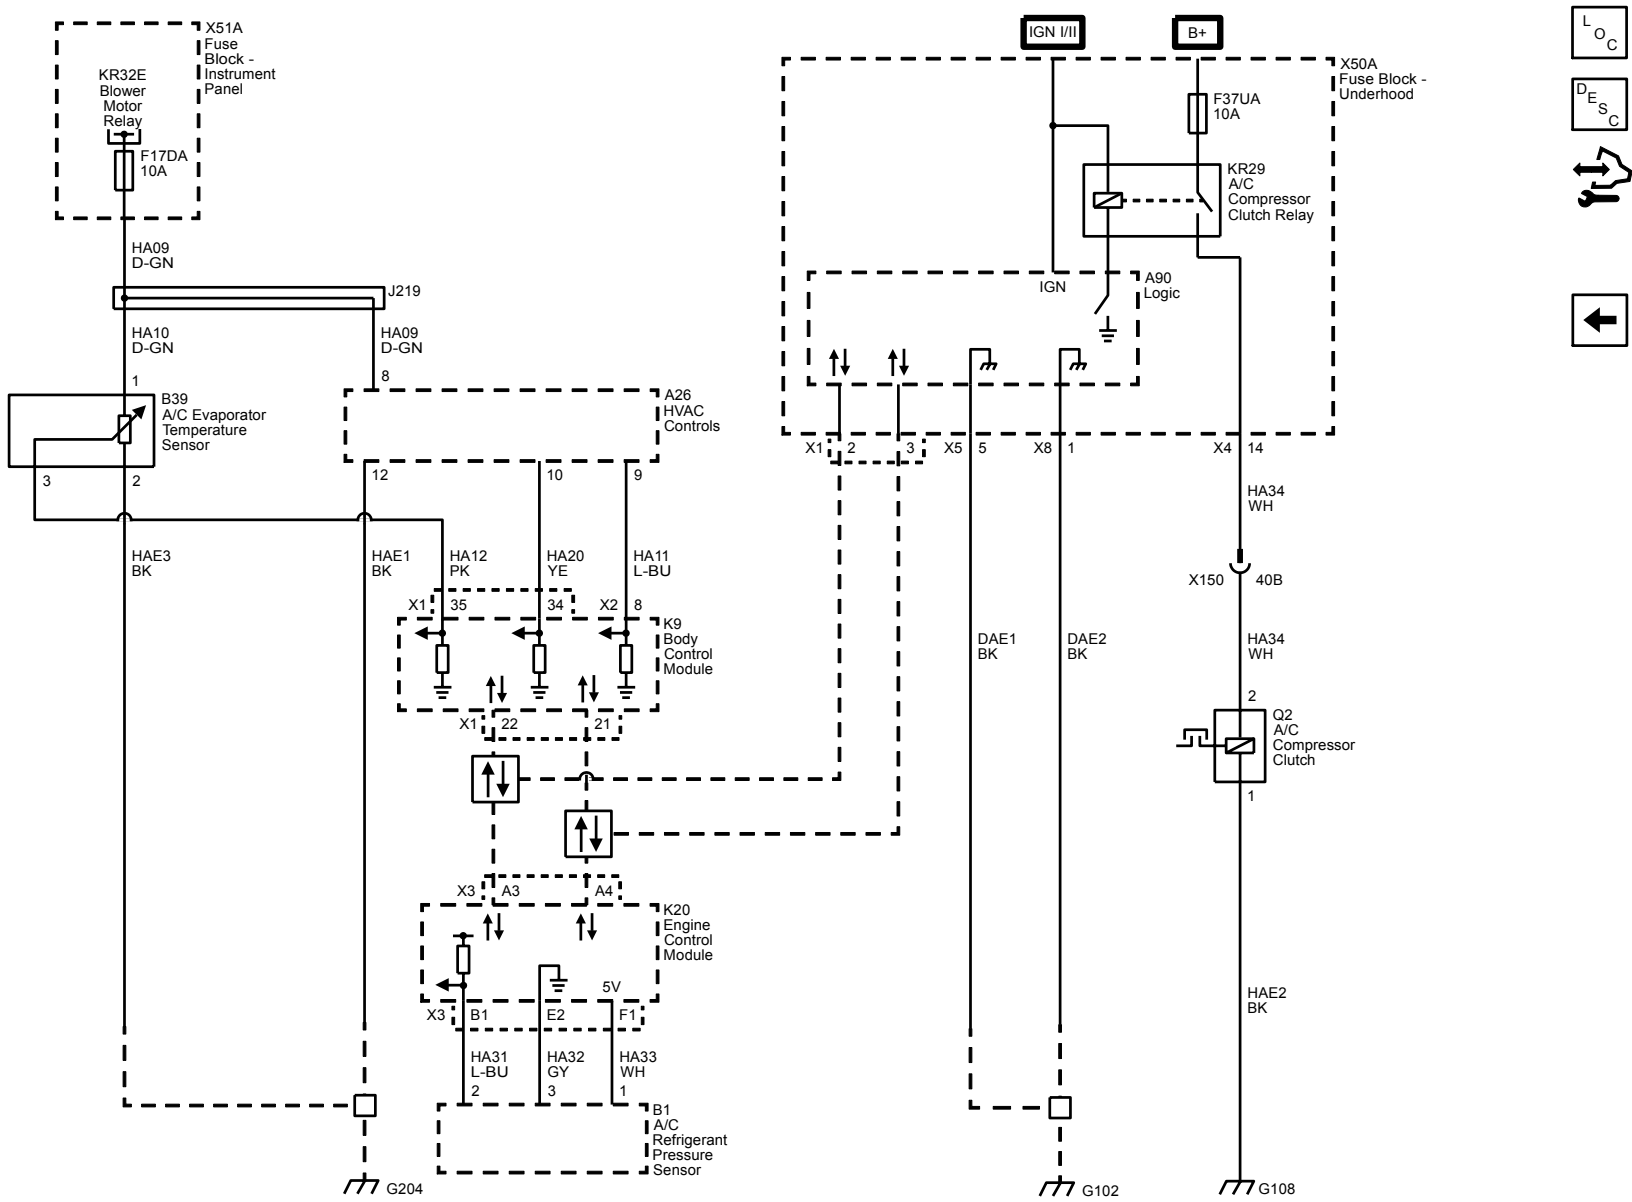 X51A
Fuse
Block -
Instrument
Panel
KR32E
Blower
Motor
Relay
F17DA
10A
HA09
D-GN
J219
HA10
D-GN
HA09
D-GN
1
8
B39
A/C Evaporator
Temperature
Sensor
3
2
A26
HVAC
Controls
12
10
9
HAE3
BK
HAE1
BK
HA12
PK
HA20
YE
HA11
L-BU
X1
35
34
X2
8
K9
Body
Control
Module
X1
22
21
X3
A3
A4
K20
Engine
Control
Module
5V
X3
B1
E2
F1
HA31
L-BU
HA32
GY
HA33
WH
2
3
1
B1
A/C
Refrigerant
Pressure
Sensor
G204
IGN I/II
B+
X50A
Fuse Block -
Underhood
F37UA
10A
KR29
A/C
Compressor
Clutch Relay
IGN
A90
Logic
X1
2
3
X5
5
X8
1
X4
14
HA34
WH
X150
40B
DAE1
BK
DAE2
BK
HA34
WH
2
Q2
A/C
Compressor
Clutch
1
HAE2
BK
G102
G108
LOC
DESC